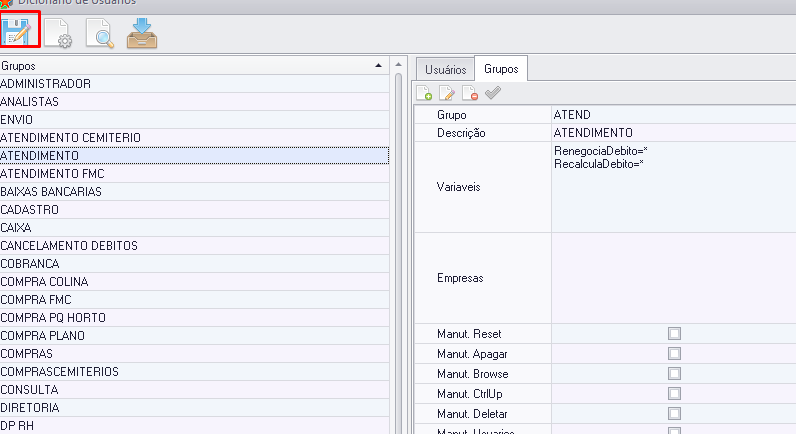 Dicionario de Usuarios
Grupos
ADMINISTRADOR
ANALISTAS
ENVIO
ATENDIMENTO CEMITERIO
ATENDIMENTO
ATENDIMENTO FMC
BAIXAS BANCARIAS
CADASTRO
CAIXA
CANCELAMENTO DEBITOS
COBRANCA
COMPRA COLINA
COMPRA FMC
COMPRA PQ HORTO
COMPRA PLANO
COMPRAS
COMPRASCEMITERIOS
CONSULTA
DIRETORIA
DP RH
Usuários Grupos
Grupo ATEND
Descrição ATENDIMENTO
Variaveis
RenegociaDebito=*
RecalculaDebito=*
Empresas
Manut. Reset
Manut. Apagar
Manut. Browse
Manut. CtrlUp
Manut. Deletar
Manut. Usuarios